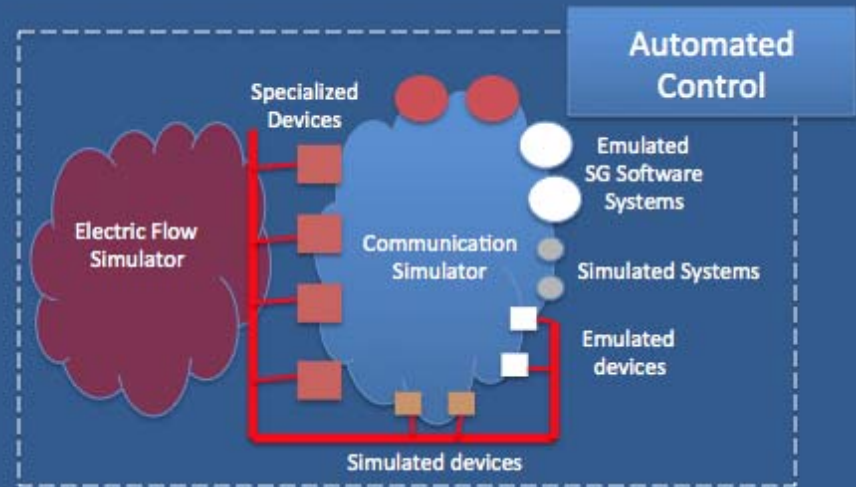 Automated
Control
Specialized
Devices
Emulated
SG Software
Systems
Electric Flow
Simulator
Communication
Simulator
Simulated Systems
Emulated
devices
Simulated devices